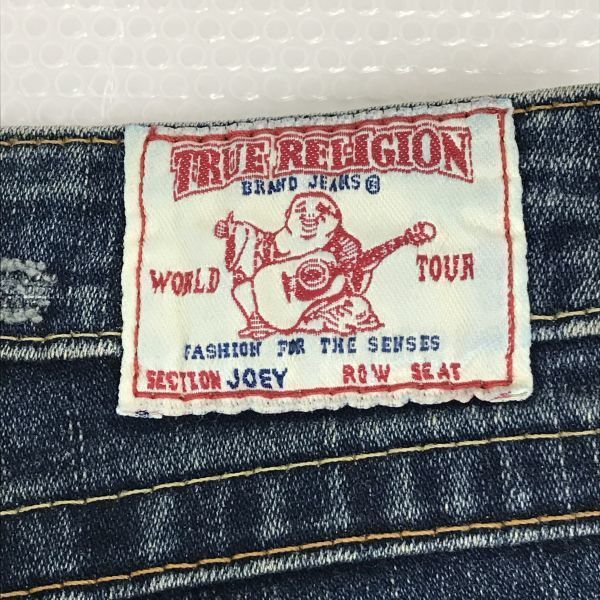 TRUE RELIGION
BRAND JEANS ®
WORLD TOUR
FASHION FOR THE SENSES
SECTION JOEY ROW SEAT